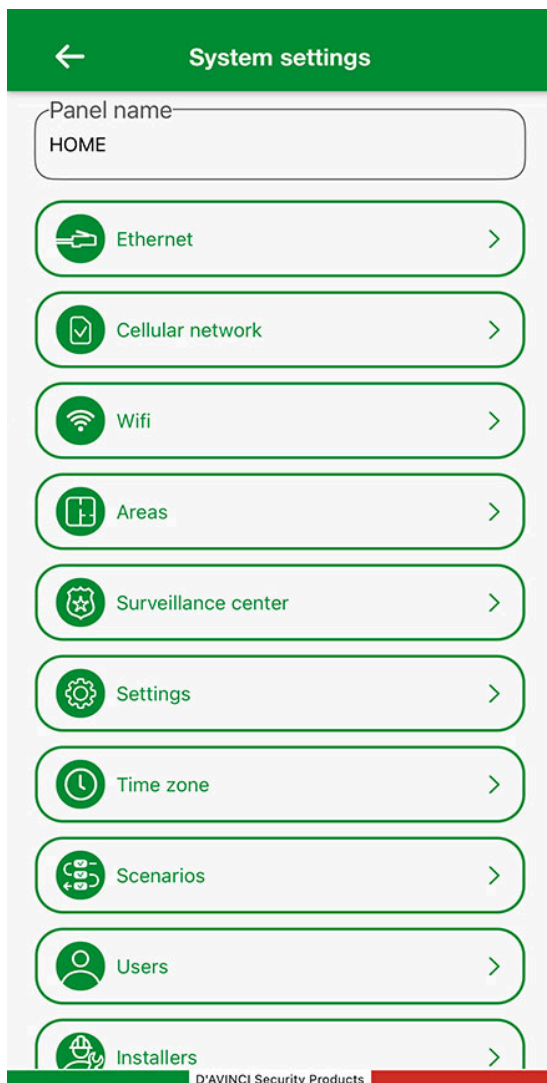 System settings
Panel name
HOME
Ethernet
Cellular network
Wifi
Areas
Surveillance center
Settings
Time zone
Scenarios
Users
Installers
D'AVINCI Security Products